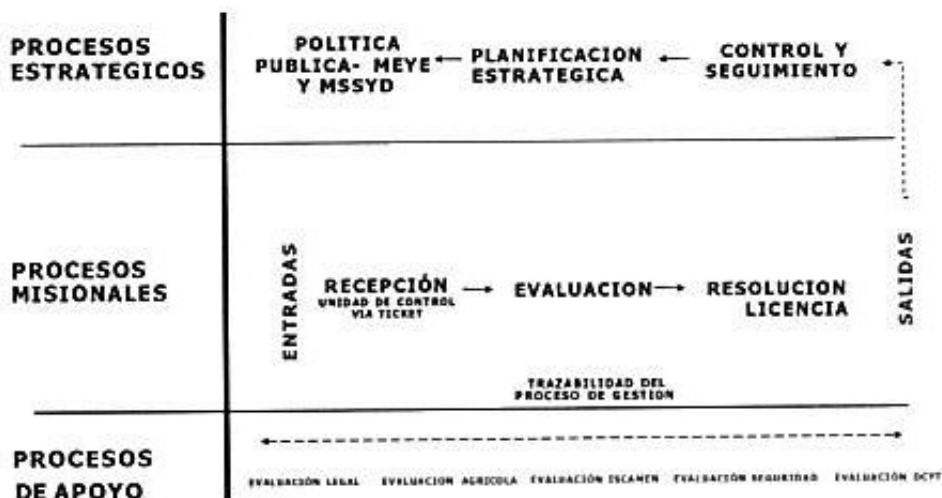 PROCESOS
ESTRATEGICOS
POLITICA
PUBLICA- MEYE
Y MSSYD
PLANIFICACION
ESTRATEGICA
CONTROL Y
SEGUIMIENTO
PROCESOS
MISIONALES
ENTRADAS
RECEPCIÓN
UNIDAD DE CONTROL
VIA TICKET
EVALUACION
RESOLUCION
LICENCIA
SALIDAS
TRAZABILIDAD DEL
PROCESO DE GESTION
PROCESOS
DE APOYO
EVALUACIÓN LEGAL
EVALUACION AGRICOLA
EVALUACIÓN ISCAMEN
EVALUACIÓN SEGURIDAD
EVALUACIÓN